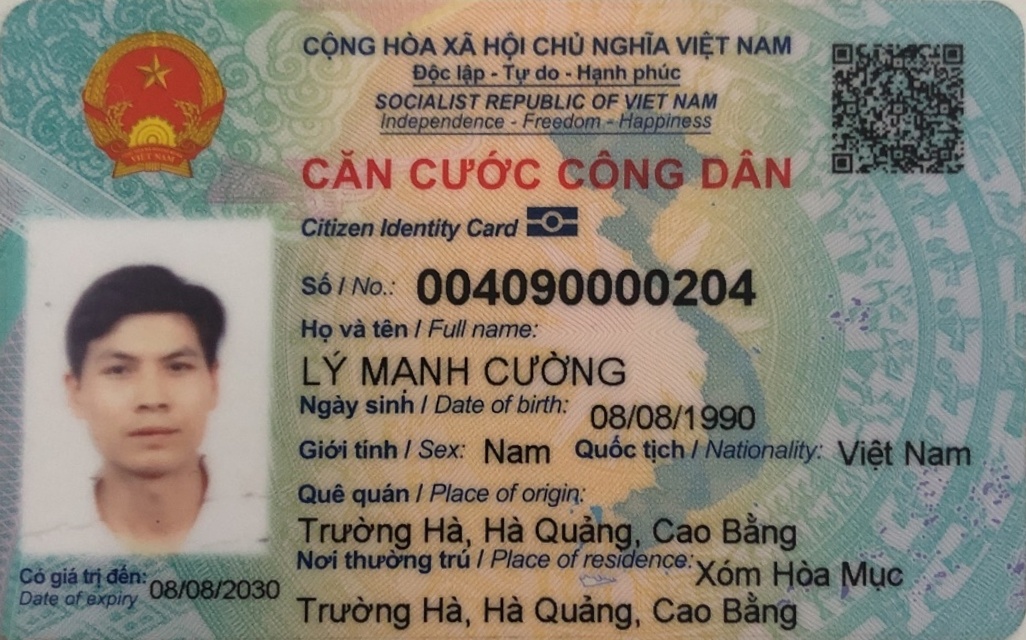 CỘNG HÒA XÃ HỘI CHỦ NGHĨA VIỆT NAM
Độc lập - Tự do - Hạnh phúc
SOCIALIST REPUBLIC OF VIET NAM
Independence - Freedom - Happiness
CĂN CƯỚC CÔNG DÂN
Citizen Identity Card
Số / No.: 004090000204
Họ và tên / Full name:
LÝ MẠNH CƯỜNG
Ngày sinh / Date of birth: 08/08/1990
Giới tính / Sex: Nam Quốc tịch / Nationality: Việt Nam
Quê quán / Place of origin:
Trường Hà, Hà Quảng, Cao Bằng
Nơi thường trú / Place of residence: Xóm Hòa Mục
Trường Hà, Hà Quảng, Cao Bằng
Có giá trị đến: 08/08/2030
Date of expiry
VIỆT NAM